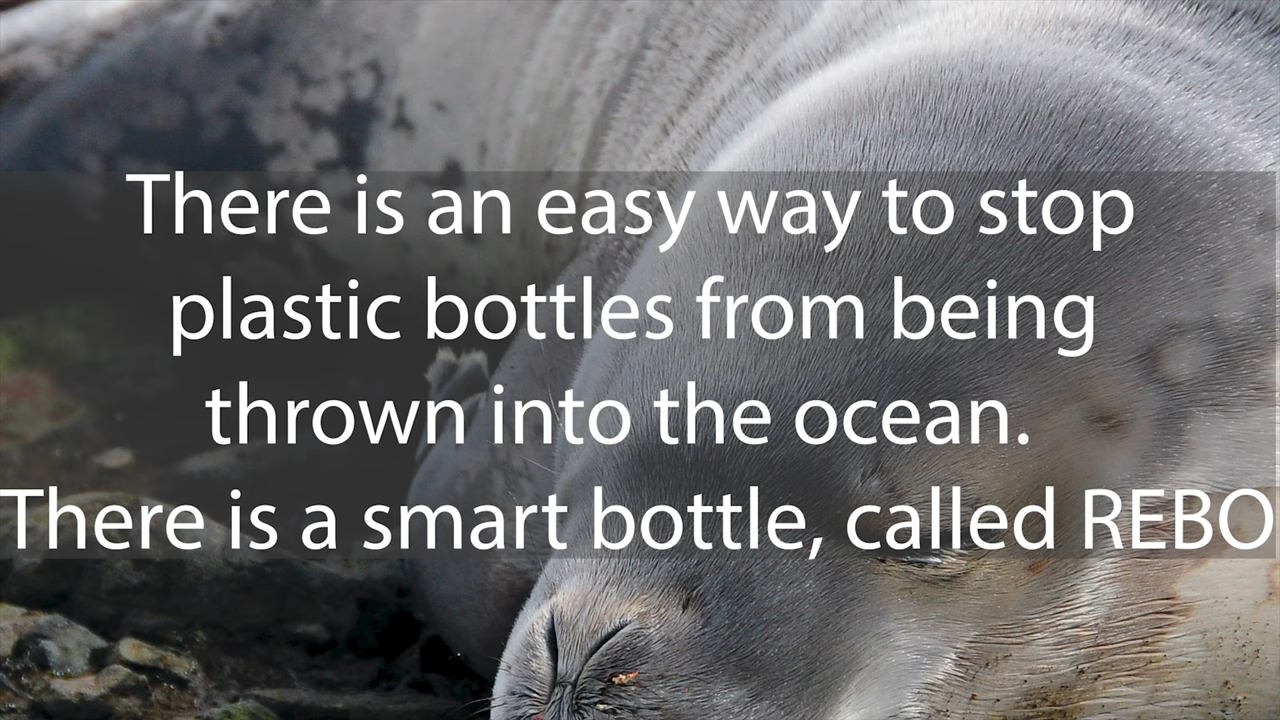 There is an easy way to stop
plastic bottles from being
thrown into the ocean.
There is a smart bottle, called REBO